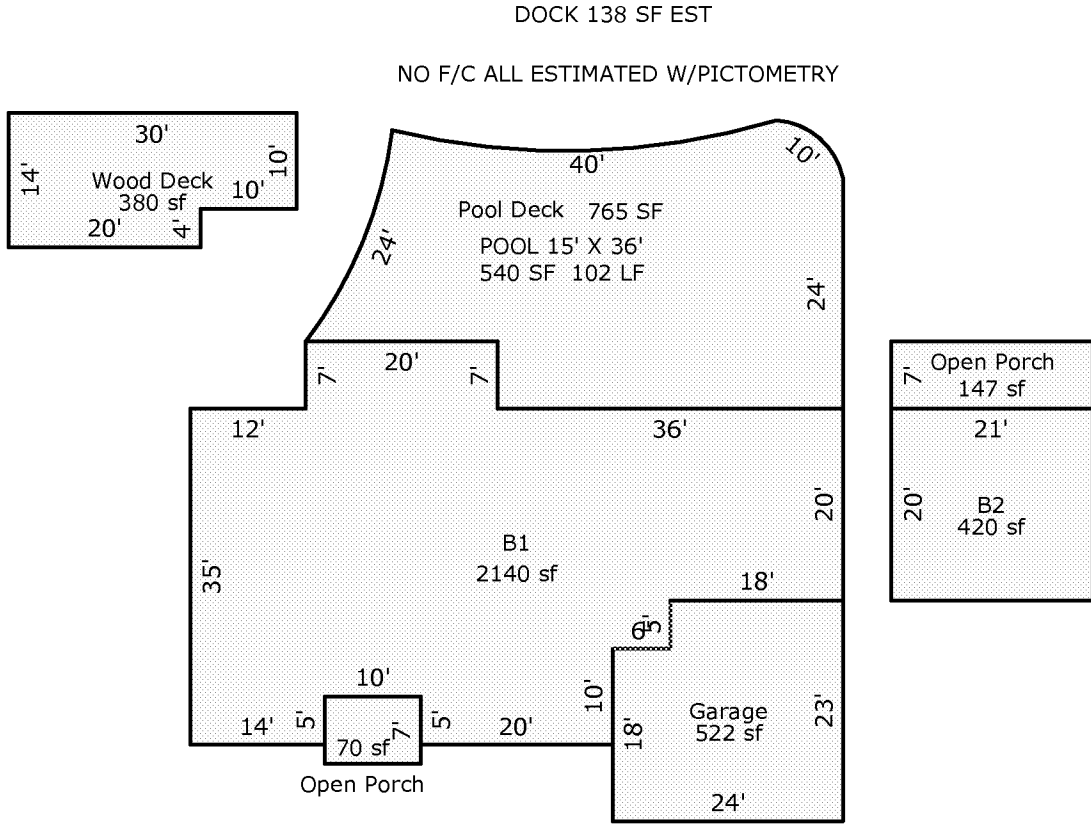 DOCK 138 SF EST
NO F/C ALL ESTIMATED W/PICTOMETRY
30'
14'
10'
Wood Deck
380 sf
10'
20'
4'
40'
10'
24'
Pool Deck 765 SF
POOL 15' X 36'
540 SF 102 LF
24'
20'
7'
7'
12'
36'
35'
20'
B1
2140 sf
18'
6'
5'
10'
10'
14'
5'
7'
5'
20'
70 sf
Open Porch
18'
Garage
522 sf
23'
24'
7'
Open Porch
147 sf
21'
20'
B2
420 sf